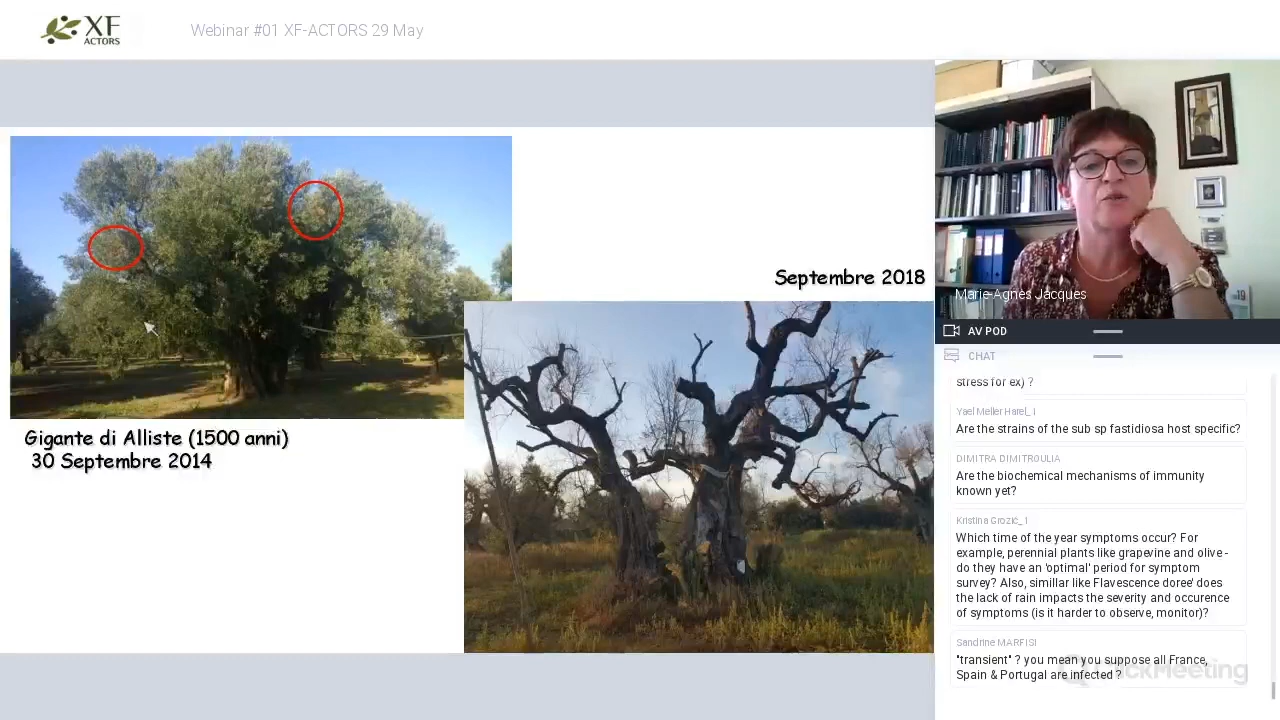 XF
ACTORS
Webinar #01 XF-ACTORS 29 May
Septembre 2018
Gigante di Alliste (1500 anni)
30 Septembre 2014
Marie-Agnès Jacques
19
AV POD
CHAT
stress for ex) ?
Yael Meller Harel_1
Are the strains of the sub sp fastidiosa host specific?
DIMITRA DIMITROULIA
Are the biochemical mechanisms of immunity
known yet?
Kristina Grozić_1
Which time of the year symptoms occur? For
example, perennial plants like grapevine and olive -
do they have an 'optimal' period for symptom
survey? Also, simillar like Flavescence doree' does
the lack of rain impacts the severity and occurence
of symptoms (is it harder to observe, monitor)?
Sandrine MARFISI
"transient" ? you mean you suppose all France,
Spain & Portugal are infected ?
ClickMeeting